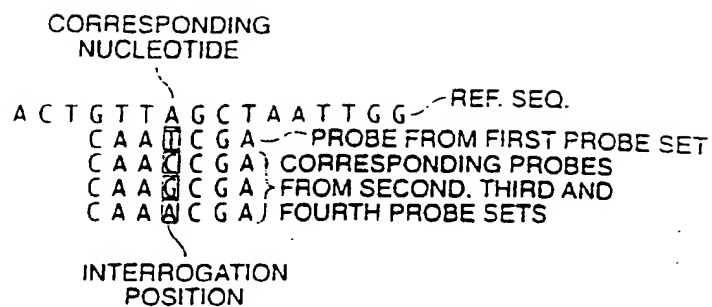 CORRESPONDING
NUCLEOTIDE
A C T G T T A G C T A A T T G G REF. SEQ.
C A A T C G A PROBE FROM FIRST PROBE SET
C A A C C G A CORRESPONDING PROBES
C A A G C G A FROM SECOND. THIRD AND
C A A A C G A FOURTH PROBE SETS
INTERROGATION
POSITION